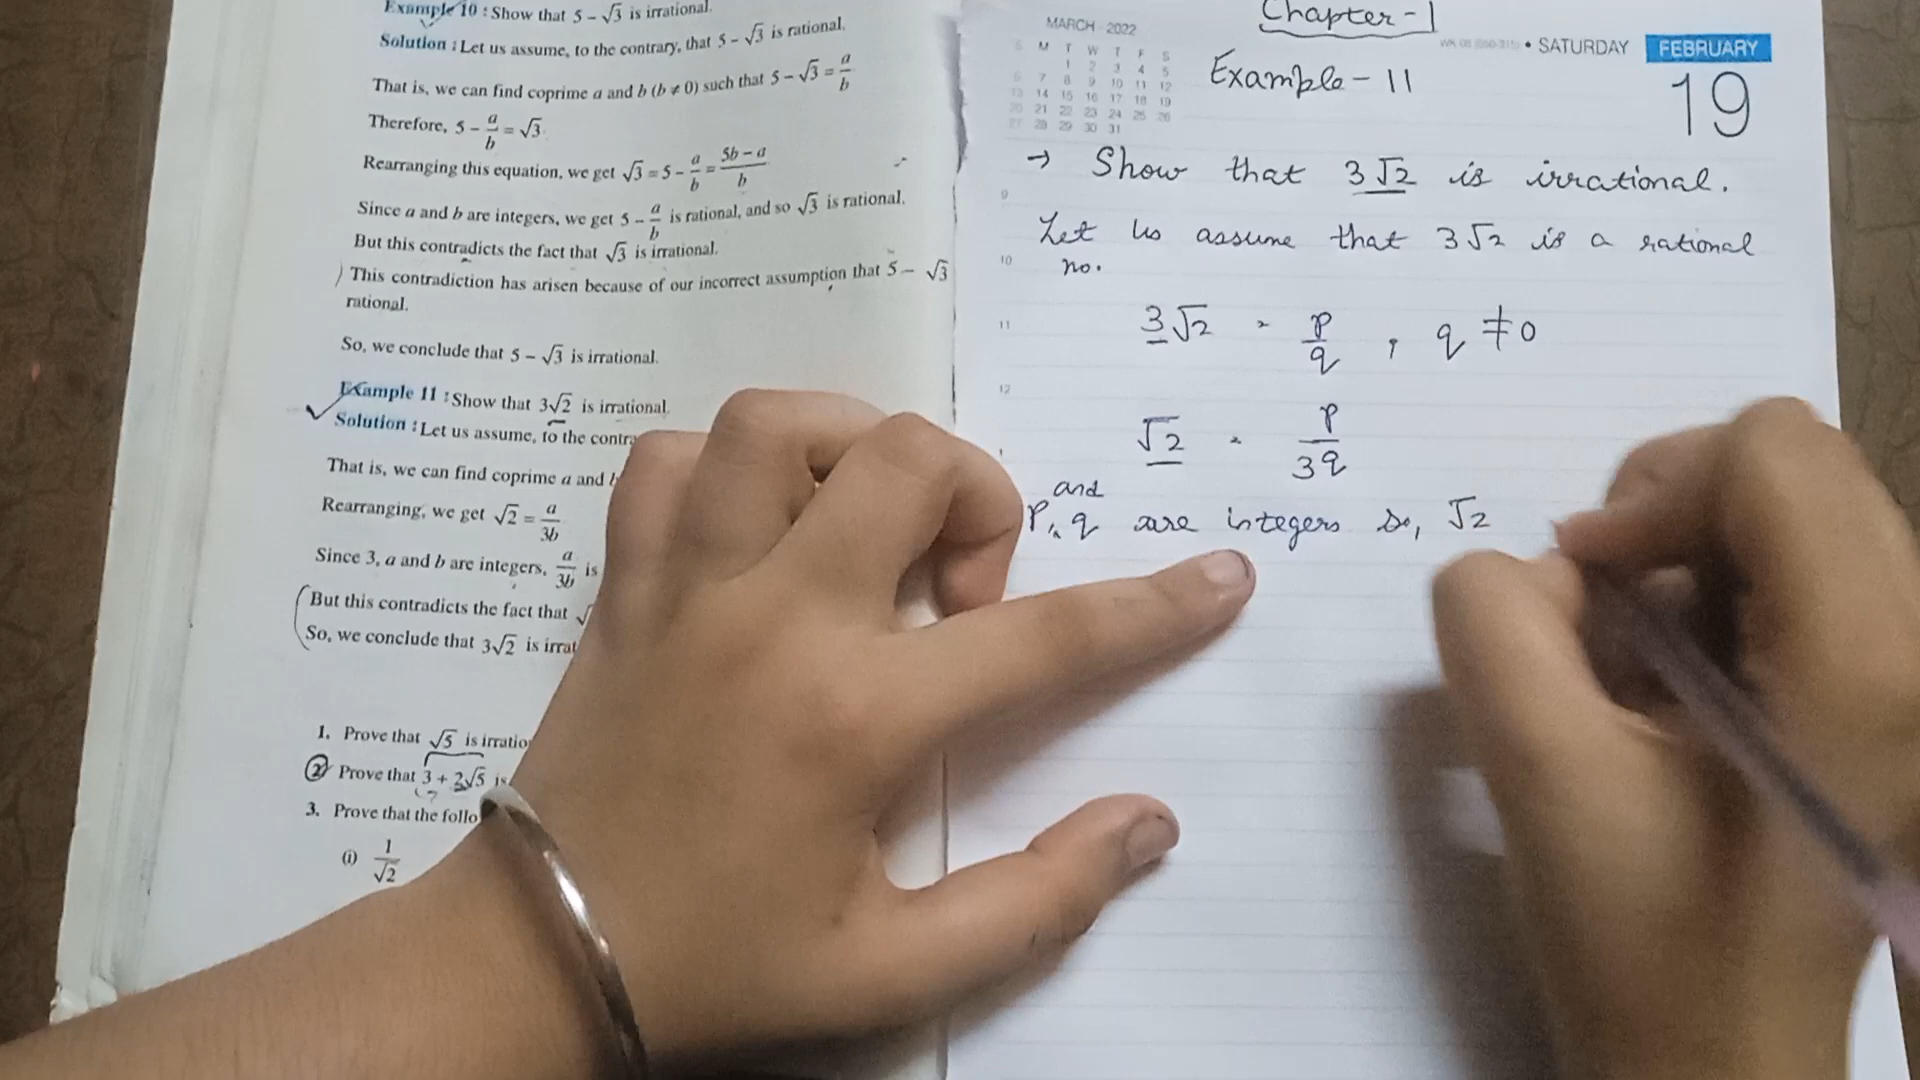 Example 10 : Show that 5 – √3 is irrational.
Solution : Let us assume, to the contrary, that 5 – √3 is rational.
That is, we can find coprime a and b (b ≠ 0) such that 5 – √3 = a/b
Therefore, 5 – a/b = √3.
Rearranging this equation, we get √3 = 5 – a/b = (5b – a)/b
Since a and b are integers, we get 5 – a/b is rational, and so √3 is rational.
But this contradicts the fact that √3 is irrational.
This contradiction has arisen because of our incorrect assumption that 5 – √3
rational.
So, we conclude that 5 – √3 is irrational.
Example 11 : Show that 3√2 is irrational.
Solution : Let us assume, to the
That is, we can find coprime a and
Rearranging, we get √2 = a/3b
Since 3, a and b are integers, a/3b is
But this contradicts the fact that
So, we conclude that 3√2 is
1. Prove that √5 is
2. Prove that 3 + 2√5 is
3. Prove that the
(i) 1/√2
Chapter - 1
MARCH - 2022
S M T W T F S
1 2 3 4 5
6 7 8 9 10 11 12
13 14 15 16 17 18 19
20 21 22 23 24 25 26
27 28 29 30 31
• SATURDAY FEBRUARY
19
Example - 11
→ Show that 3√2 is irrational.
9
Let us assume that 3√2 is a rational
10 no.
11 3√2 = p/q , q ≠ 0
12
√2 = p/3q
and
P, q are integers so, √2